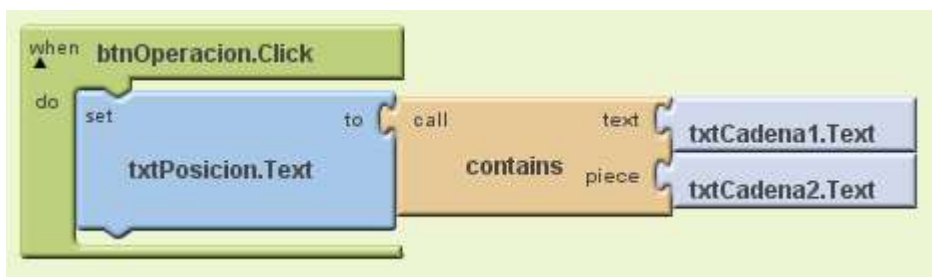 when btnOperacion.Click
do
set to
txtPosicion.Text
call text
contains piece
txtCadena1.Text
txtCadena2.Text